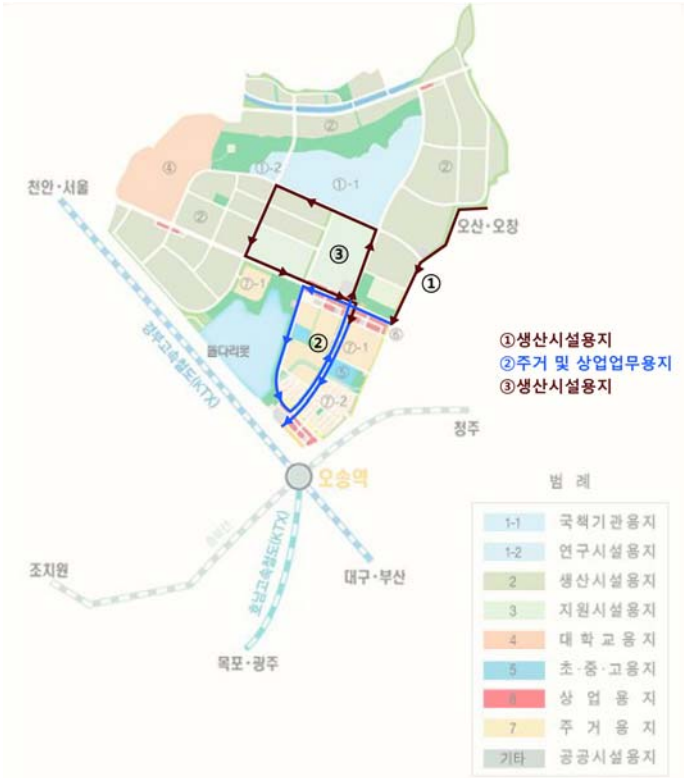 ②
④
①-2
①-1
②
천안·서울
②
오산·오창
③
①
⑦-1
경부고속철도(KTX)
돌다리못
②
⑦-1
⑥
⑤
⑦-2
①생산시설용지
②주거 및 상업업무용지
③생산시설용지
청주
오송역
충북선
호남고속철도(KTX)
조치원
대구·부산
목포·광주
범 례
1-1 국책기관용지
1-2 연구시설용지
2 생산시설용지
3 지원시설용지
4 대 학 교 용 지
5 초·중·고용지
6 상 업 용 지
7 주 거 용 지
기타 공공시설용지